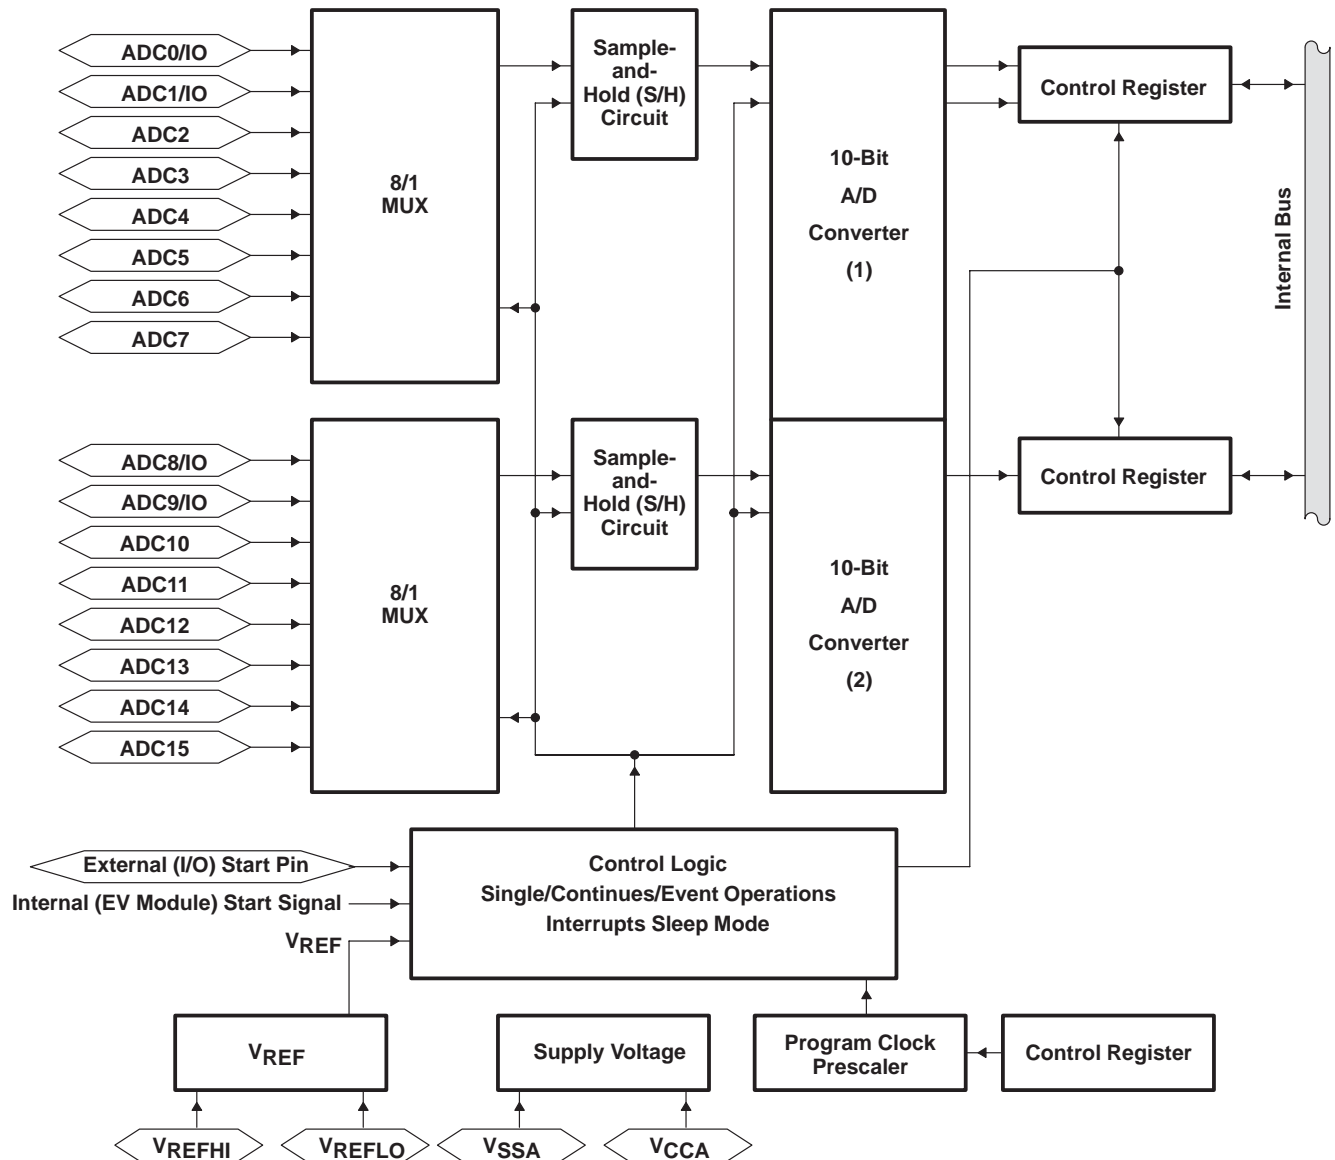 ADC0/IO
ADC1/IO
ADC2
ADC3
ADC4
ADC5
ADC6
ADC7
8/1
MUX
Sample-
and-
Hold (S/H)
Circuit
10-Bit
A/D
Converter
(1)
Control Register
Internal Bus
ADC8/IO
ADC9/IO
ADC10
ADC11
ADC12
ADC13
ADC14
ADC15
8/1
MUX
Sample-
and-
Hold (S/H)
Circuit
10-Bit
A/D
Converter
(2)
Control Register
External (I/O) Start Pin
Internal (EV Module) Start Signal
VREF
Control Logic
Single/Continues/Event Operations
Interrupts Sleep Mode
VREF
Supply Voltage
Program Clock
Prescaler
Control Register
VREFHI
VREFLO
VSSA
VCCA